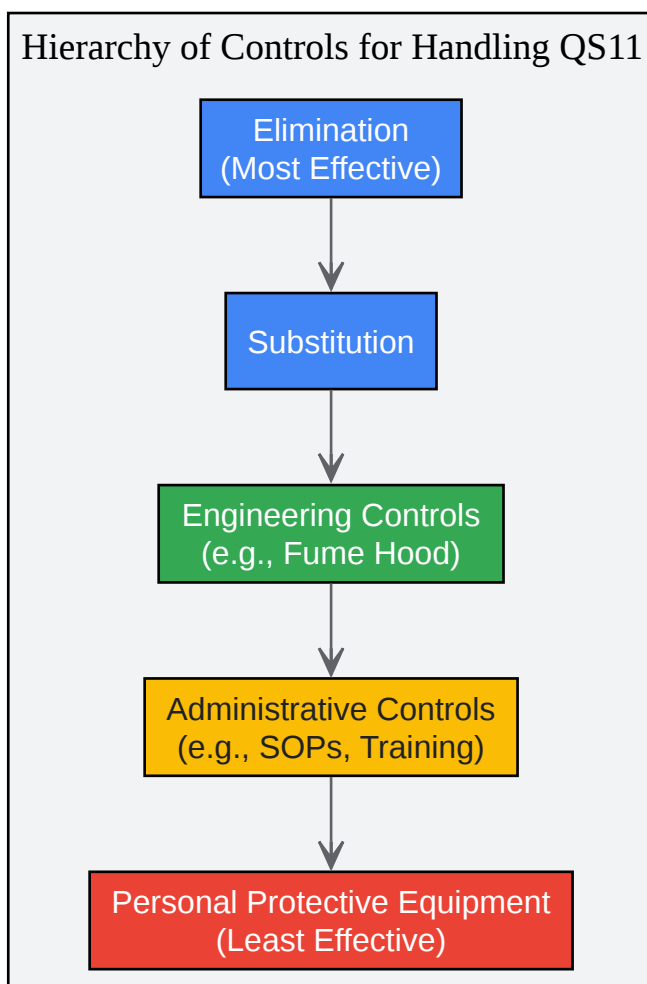 Hierarchy of Controls for Handling QS11
Elimination
(Most Effective)
Substitution
Engineering Controls
(e.g., Fume Hood)
Administrative Controls
(e.g., SOPs, Training)
Personal Protective Equipment
(Least Effective)